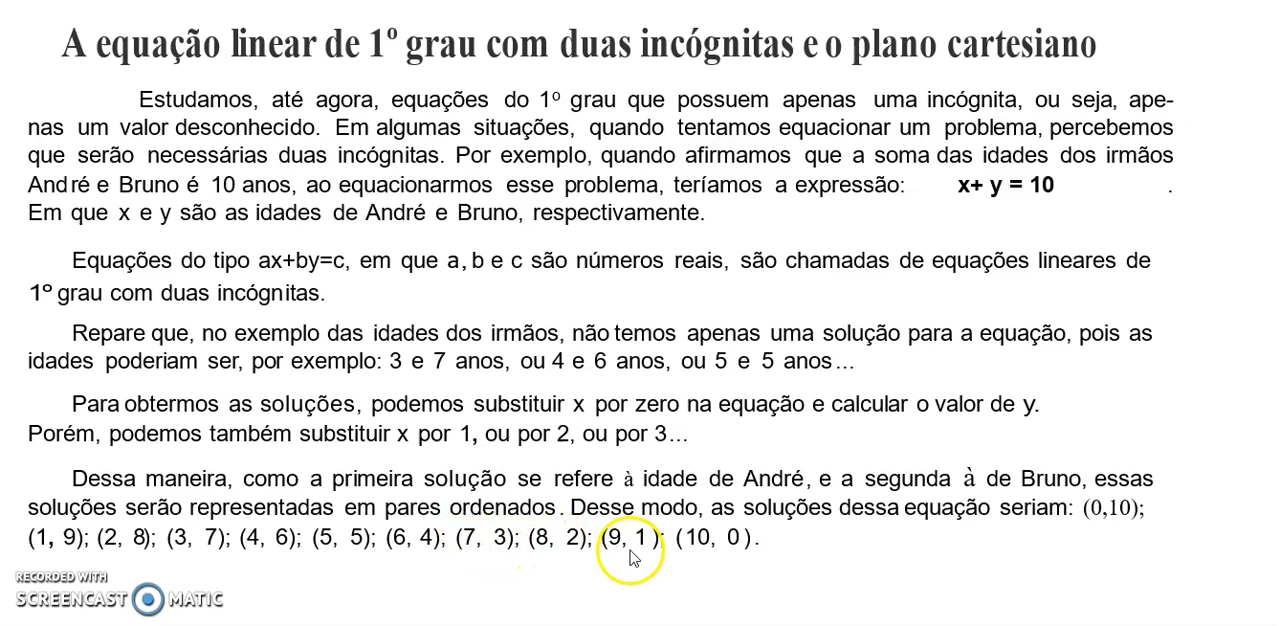 A equação linear de 1º grau com duas incógnitas e o plano cartesiano
Estudamos, até agora, equações do 1º grau que possuem apenas uma incógnita, ou seja, ape-
nas um valor desconhecido. Em algumas situações, quando tentamos equacionar um problema, percebemos
que serão necessárias duas incógnitas. Por exemplo, quando afirmamos que a soma das idades dos irmãos
André e Bruno é 10 anos, ao equacionarmos esse problema, teríamos a expressão: x+ y = 10 .
Em que x e y são as idades de André e Bruno, respectivamente.
Equações do tipo ax+by=c, em que a, b e c são números reais, são chamadas de equações lineares de
1º grau com duas incógnitas.
Repare que, no exemplo das idades dos irmãos, não temos apenas uma solução para a equação, pois as
idades poderiam ser, por exemplo: 3 e 7 anos, ou 4 e 6 anos, ou 5 e 5 anos...
Para obtermos as soluções, podemos substituir x por zero na equação e calcular o valor de y.
Porém, podemos também substituir x por 1, ou por 2, ou por 3...
Dessa maneira, como a primeira solução se refere à idade de André, e a segunda à de Bruno, essas
soluções serão representadas em pares ordenados. Desse modo, as soluções dessa equação seriam: (0,10);
(1, 9); (2, 8); (3, 7); (4, 6); (5, 5); (6, 4); (7, 3); (8, 2); (9, 1); (10, 0).
RECORDED WITH
SCREENCAST MATIC